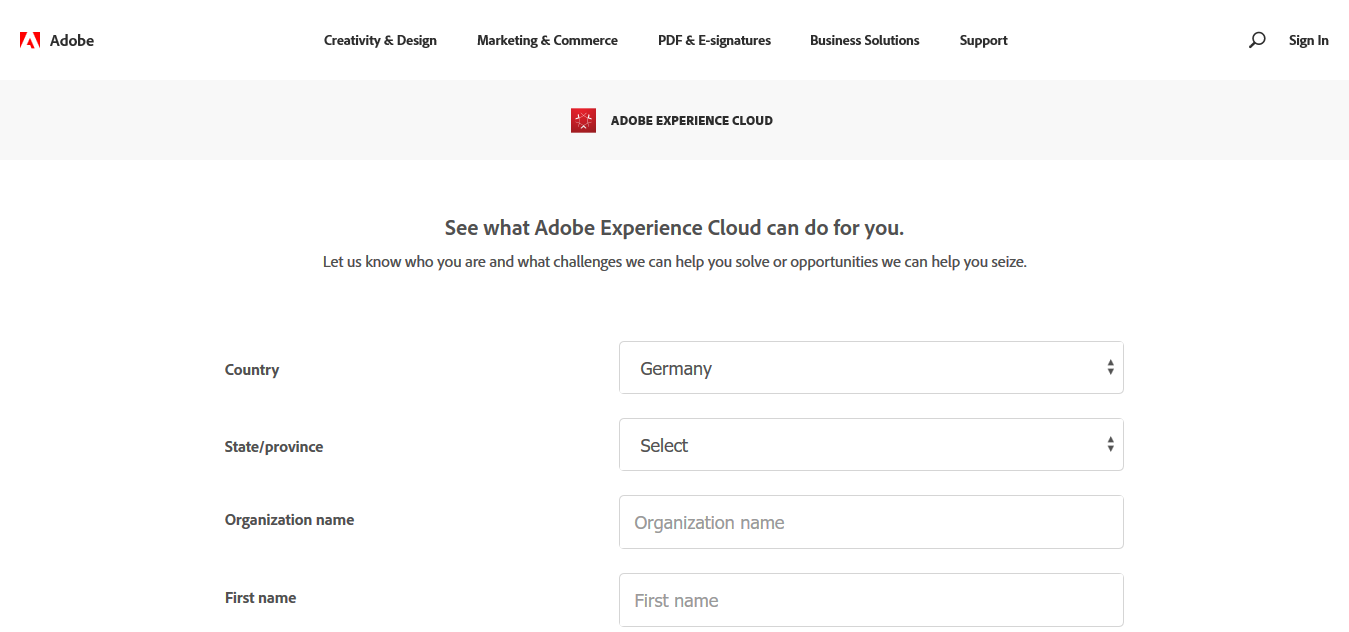 Adobe
Creativity & Design
Marketing & Commerce
PDF & E-signatures
Business Solutions
Support
Sign In
ADOBE EXPERIENCE CLOUD
See what Adobe Experience Cloud can do for you.
Let us know who you are and what challenges we can help you solve or opportunities we can help you seize.
Country
Germany
State/province
Select
Organization name
Organization name
First name
First name